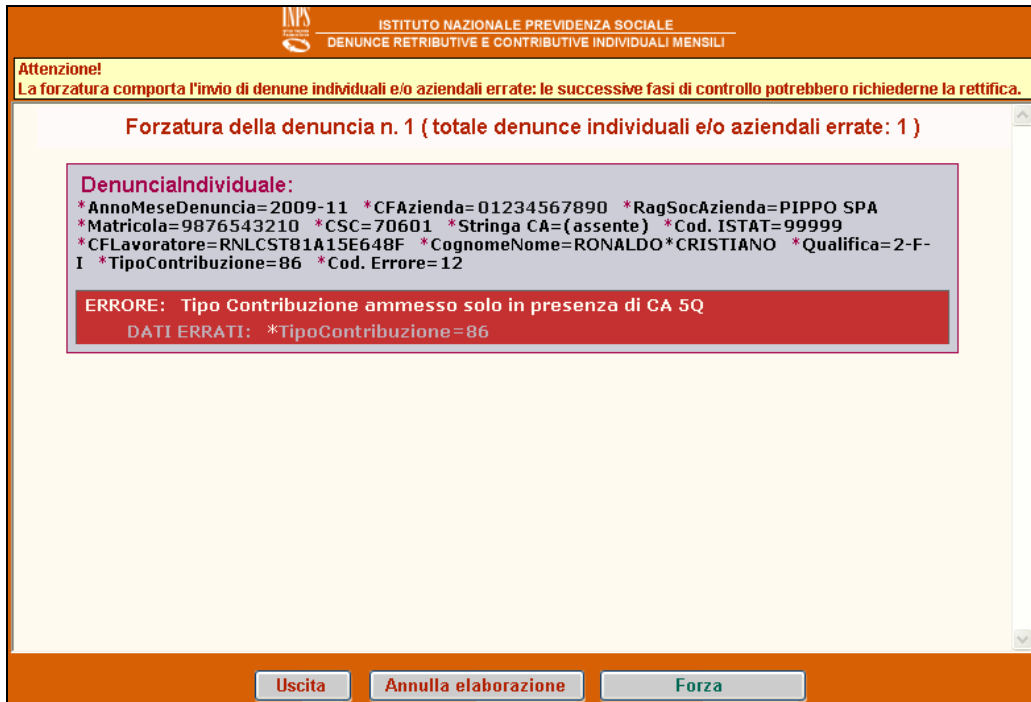 INPS
ISTITUTO NAZIONALE PREVIDENZA SOCIALE
DENUNCE RETRIBUTIVE E CONTRIBUTIVE INDIVIDUALI MENSILI
Attenzione!
La forzatura comporta l'invio di denune individuali e/o aziendali errate: le successive fasi di controllo potrebbero richiederne la rettifica.
Forzatura della denuncia n. 1 ( totale denunce individuali e/o aziendali errate: 1 )
DenunciaIndividuale:
*AnnoMeseDenuncia=2009-11 *CFAzienda=01234567890 *RagSocAzienda=PIPPO SPA
*Matricola=9876543210 *CSC=70601 *Stringa CA=(assente) *Cod. ISTAT=99999
*CFLavoratore=RNLCST81A15E648F *CognomeNome=RONALDO*CRISTIANO *Qualifica=2-F-
I *TipoContribuzione=86 *Cod. Errore=12
ERRORE: Tipo Contribuzione ammesso solo in presenza di CA 5Q
DATI ERRATI: *TipoContribuzione=86
Uscita Annulla elaborazione Forza